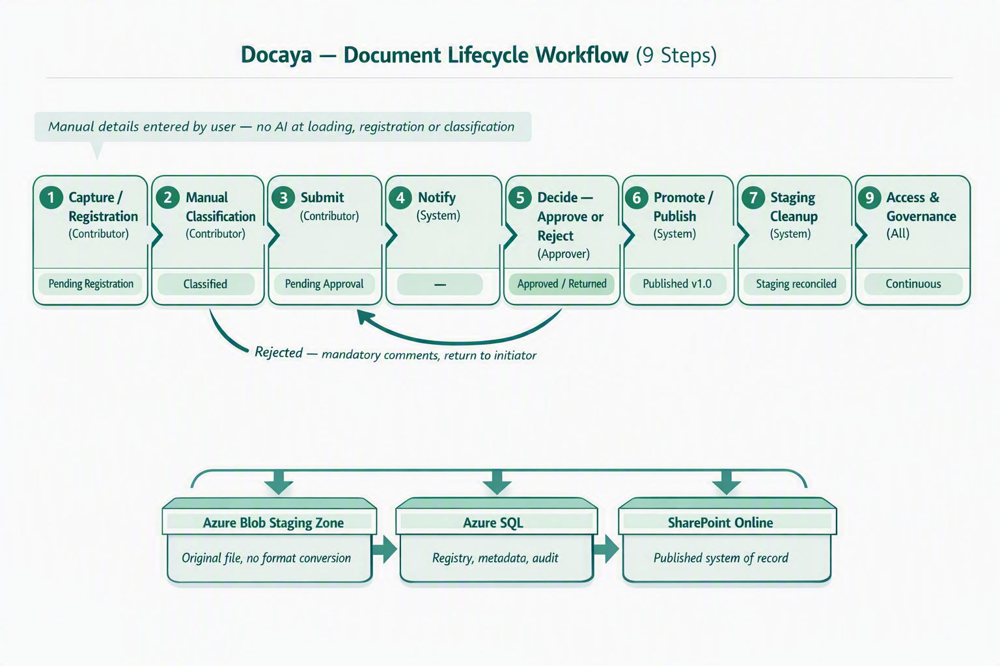 Docaya — Document Lifecycle Workflow (9 Steps)
Manual details entered by user — no AI at loading, registration or classification
1 Capture /
Registration
(Contributor)
Pending Registration
2 Manual
Classification
(Contributor)
Classified
3 Submit
(Contributor)
Pending Approval
4 Notify
(System)
—
5 Decide —
Approve or
Reject
(Approver)
Approved / Returned
6 Promote /
Publish
(System)
Published v1.0
7 Staging
Cleanup
(System)
Staging reconciled
9 Access &
Governance
(All)
Continuous
Rejected — mandatory comments, return to initiator
Azure Blob Staging Zone
Original file, no format conversion
Azure SQL
Registry, metadata, audit
SharePoint Online
Published system of record